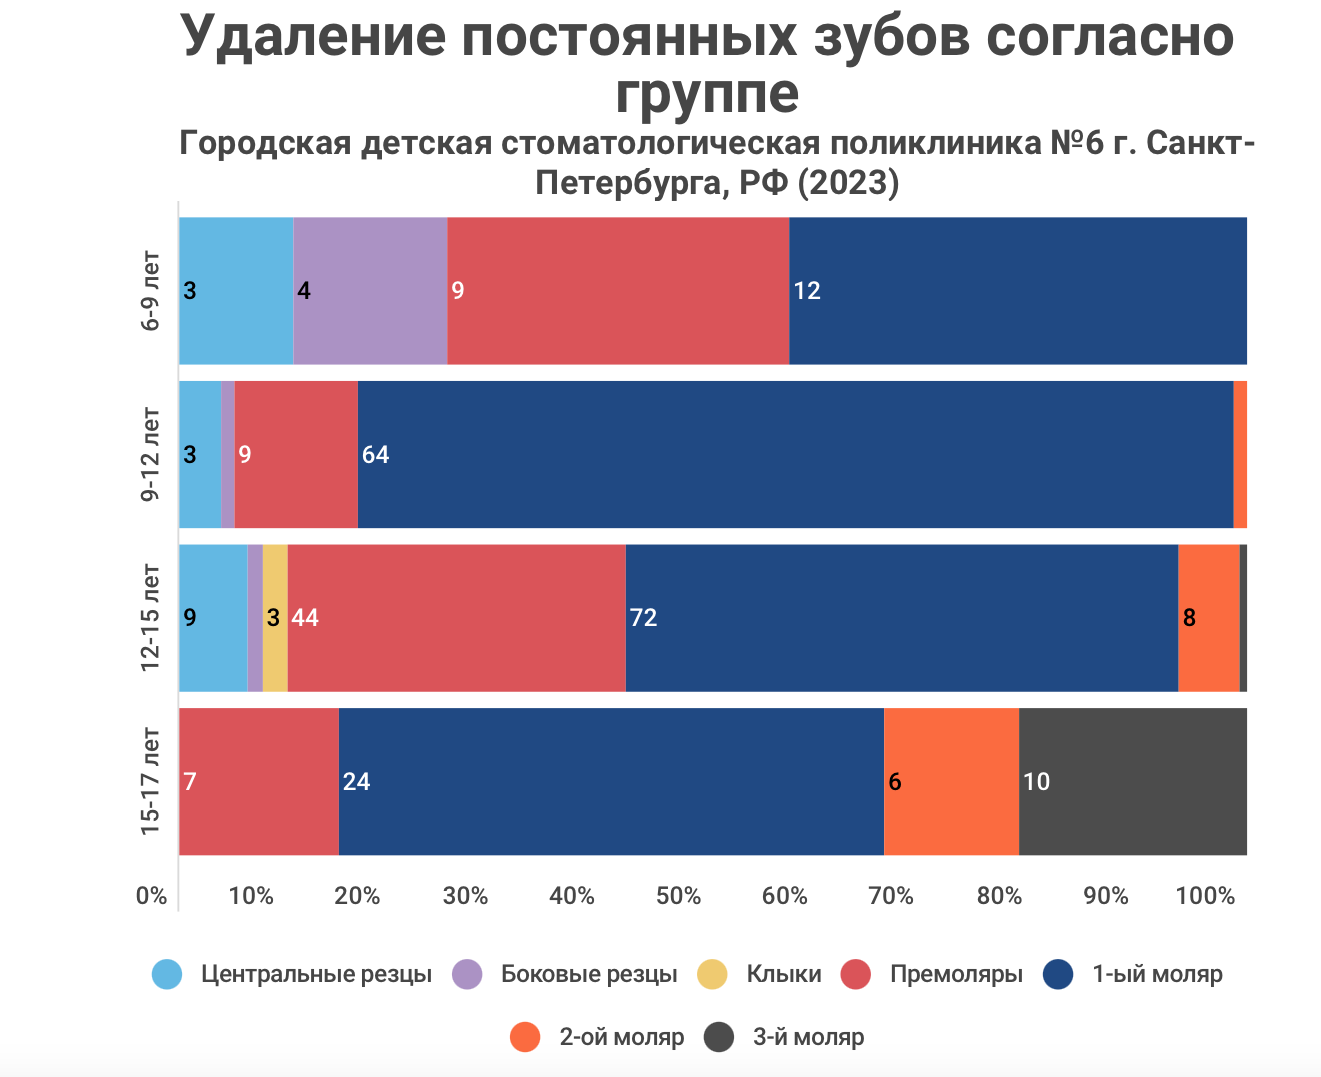 Удаление постоянных зубов согласно
группе
Городская детская стоматологическая поликлиника №6 г. Санкт-
Петербурга, РФ (2023)
6-9 лет
3 4 9 12
9-12 лет
3 9 64
12-15 лет
9 3 44 72 8
15-17 лет
7 24 6 10
0% 10% 20% 30% 40% 50% 60% 70% 80% 90% 100%
Центральные резцы Боковые резцы Клыки Премоляры 1-ый моляр
2-ой моляр 3-й моляр